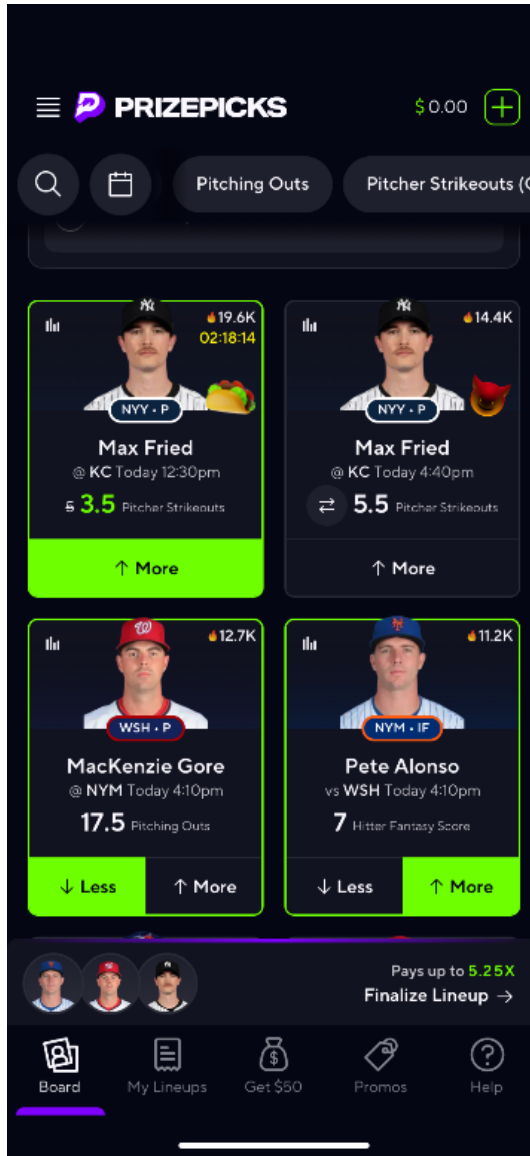 PRIZEPICKS
$0.00
Pitching Outs
Pitcher Strikeouts (
19.6K
02:18:14
NYY • P
Max Fried
@ KC Today 12:30pm
5 3.5 Pitcher Strikeouts
↑ More
14.4K
NYY • P
Max Fried
@ KC Today 4:40pm
5.5 Pitcher Strikeouts
↑ More
12.7K
WSH • P
MacKenzie Gore
@ NYM Today 4:10pm
17.5 Pitching Outs
↓ Less
↑ More
11.2K
NYM • IF
Pete Alonso
vs WSH Today 4:10pm
7 Hitter Fantasy Score
↓ Less
↑ More
Pays up to 5.25X
Finalize Lineup →
Board
My Lineups
Get $50
Promos
Help